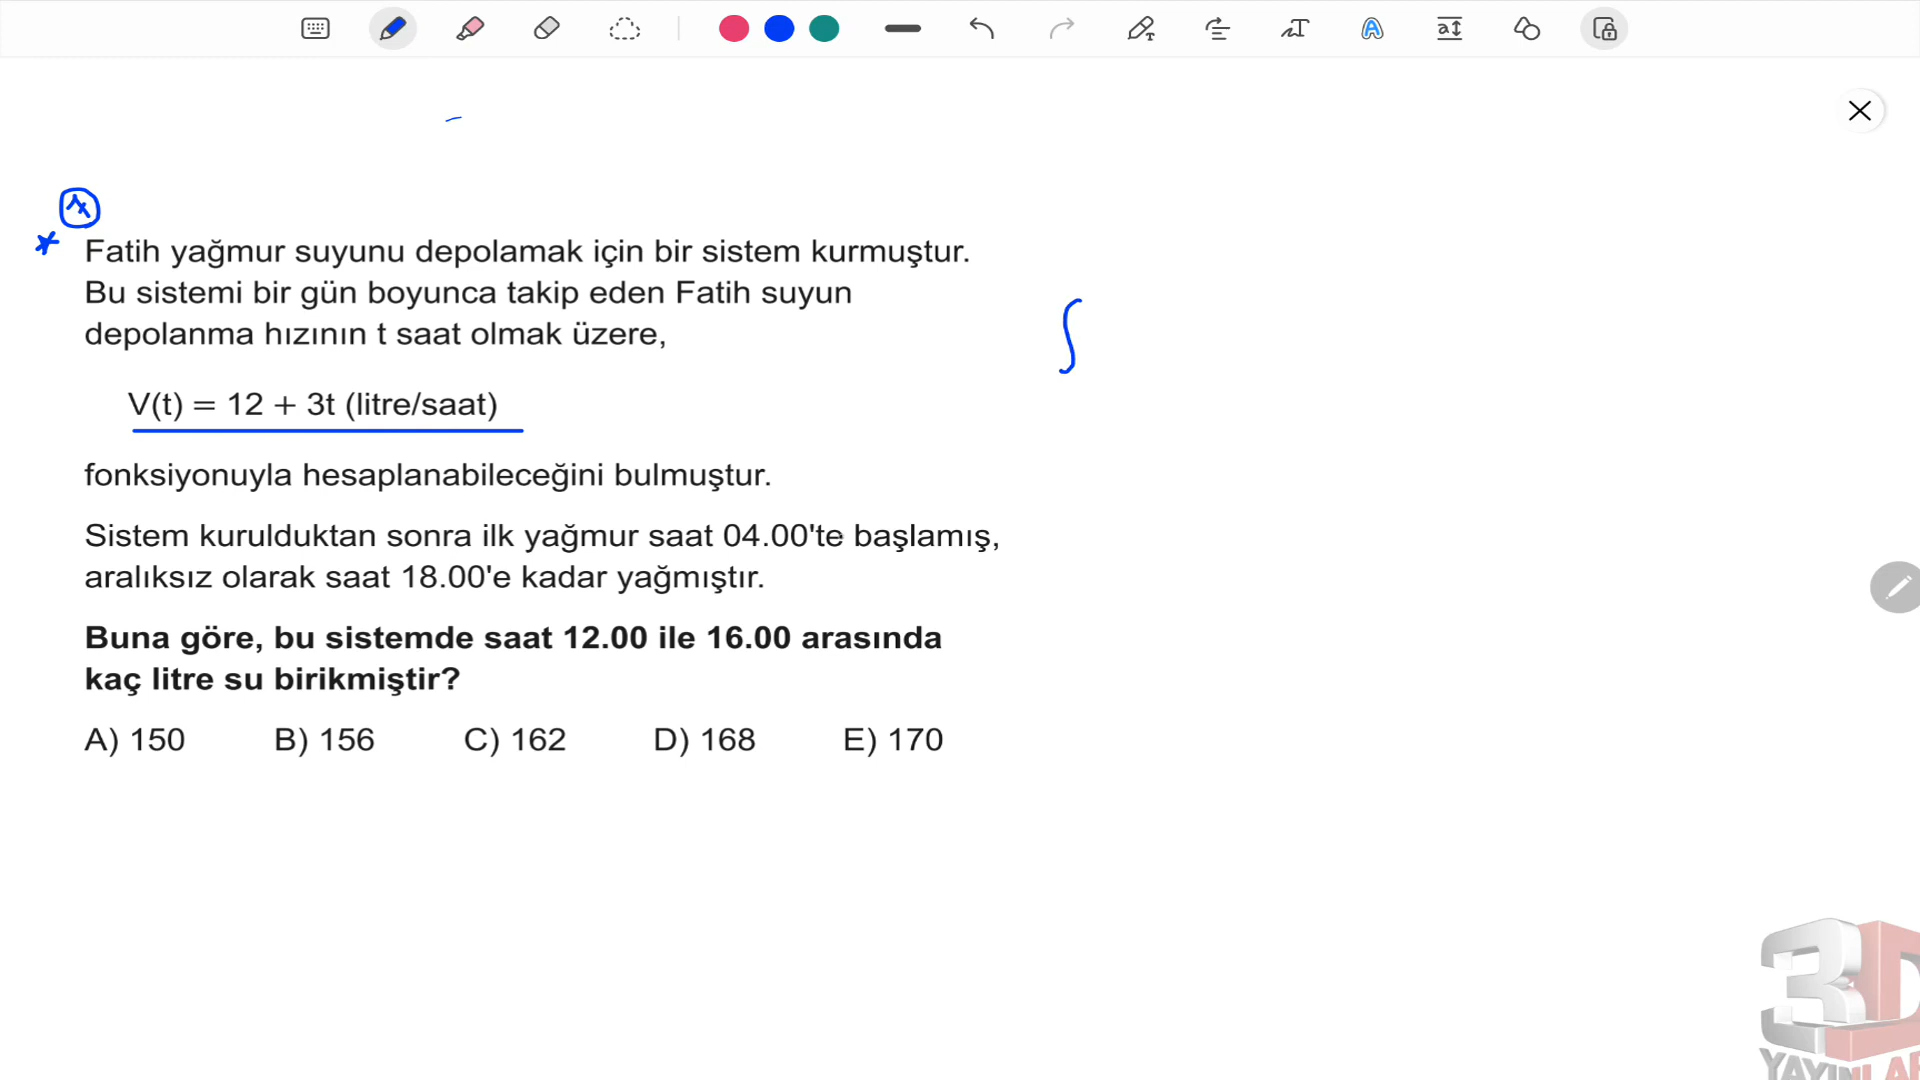 Fatih yağmur suyunu depolamak için bir sistem kurmuştur.
Bu sistemi bir gün boyunca takip eden Fatih suyun
depolanma hızının t saat olmak üzere,
V(t) = 12 + 3t (litre/saat)
∫
fonksiyonuyla hesaplanabileceğini bulmuştur.
Sistem kurulduktan sonra ilk yağmur saat 04.00'te başlamış,
aralıksız olarak saat 18.00'e kadar yağmıştır.
Buna göre, bu sistemde saat 12.00 ile 16.00 arasında
kaç litre su birikmiştir?
A) 150 B) 156 C) 162 D) 168 E) 170
3D
YAYINLAR